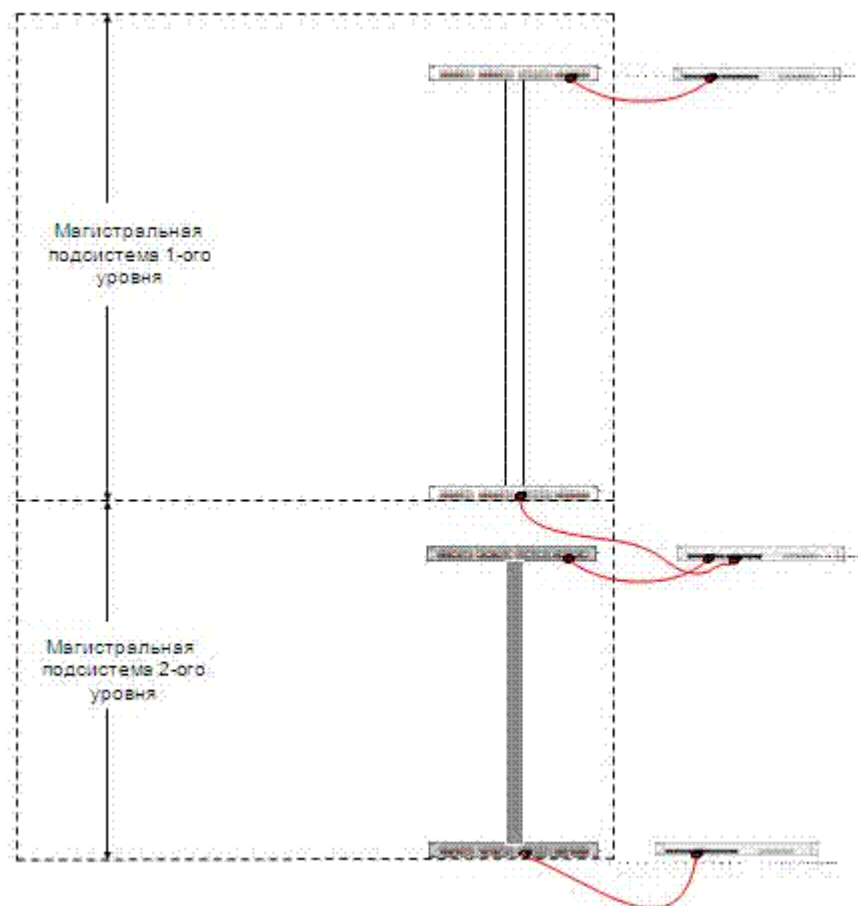 Магистральная
подсистема 1-ого
уровня
Магистральная
подсистема 2-ого
уровня